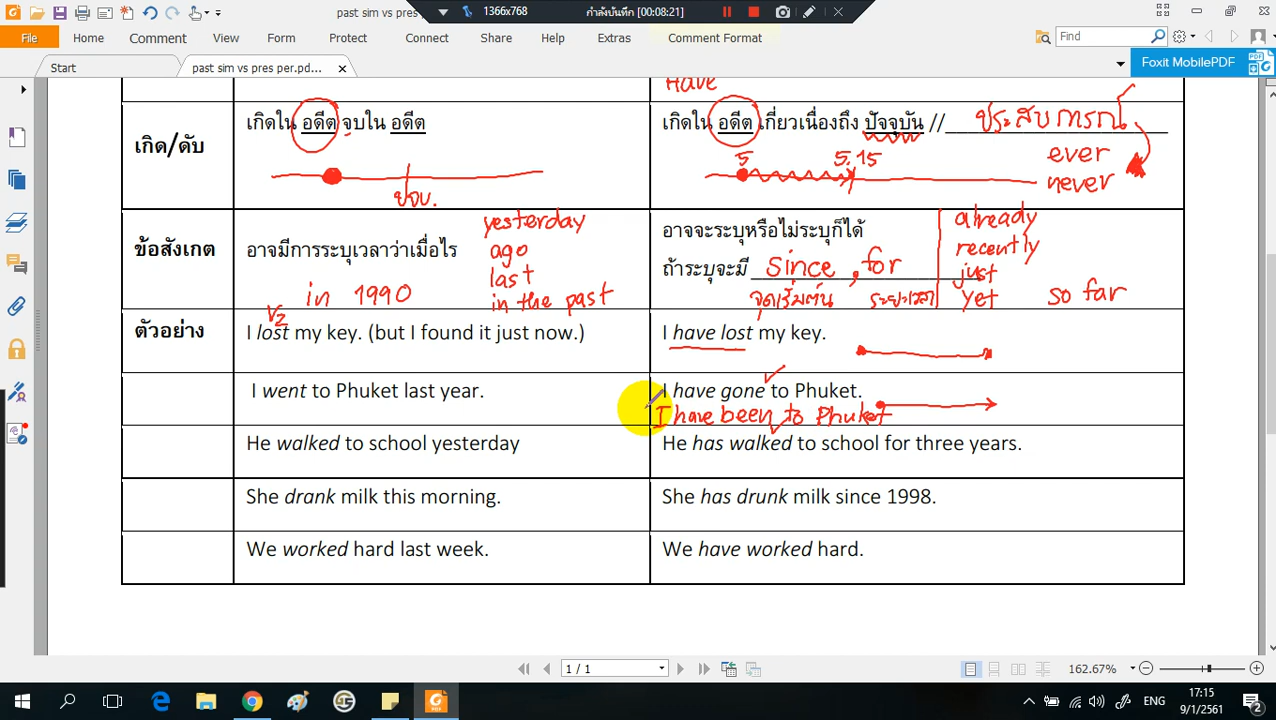 past sim vs pres
1366x768
กำลังบันทึก [00:08:21]
File Home Comment View Form Protect Connect Share Help Extras Comment Format Find
Start past sim vs pres per.pd... Foxit MobilePDF
Have
เกิด/ดับ
เกิดใน อดีต จบใน อดีต
ปจบ.
เกิดใน อดีต เกี่ยวเนื่องถึง ปัจจุบัน // ประสบการณ์
5 5.15
ever
never
ข้อสังเกต
อาจมีการระบุเวลาว่าเมื่อไร
in 1990
yesterday
ago
last
in the past
อาจจะระบุหรือไม่ระบุก็ได้
ถ้าระบุจะมี since , for
จุดเริ่มต้น ระยะเวลา
already
recently
just
yet so far
ตัวอย่าง
V2
I lost my key. (but I found it just now.)
I have lost my key.
I went to Phuket last year.
I have gone to Phuket.
I have been to Phuket
He walked to school yesterday
He has walked to school for three years.
She drank milk this morning.
She has drunk milk since 1998.
We worked hard last week.
We have worked hard.
1 / 1 162.67%
ENG 17:15
9/1/2561 2